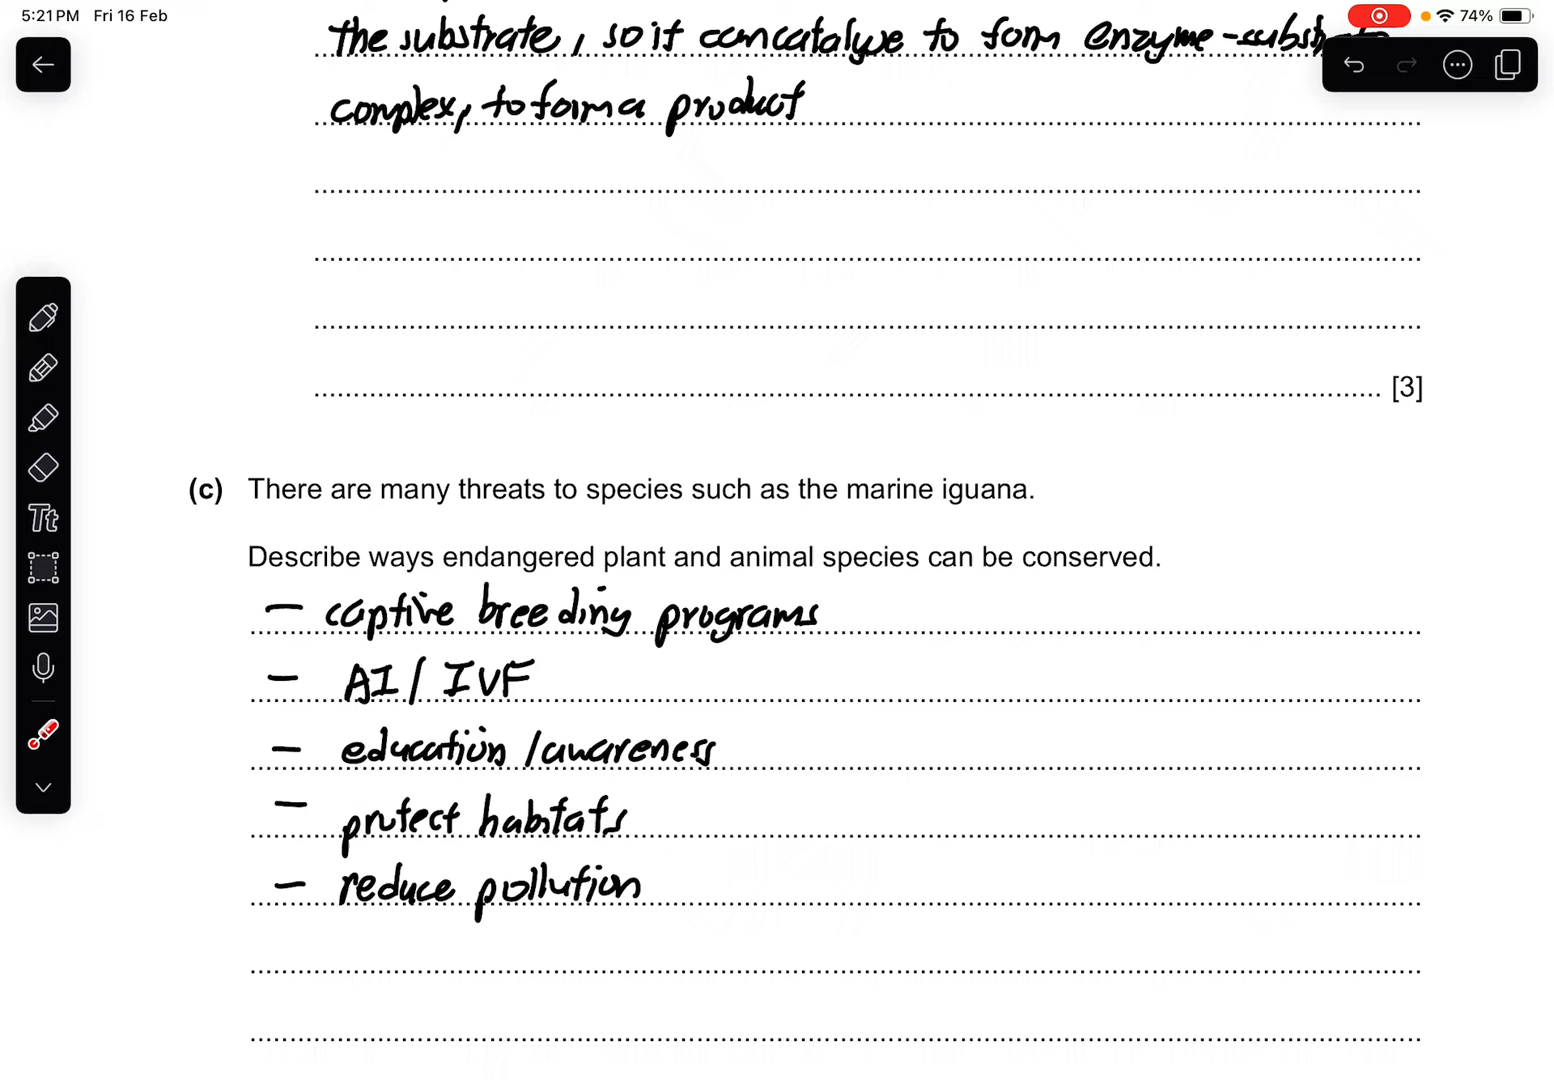 5:21 PM Fri 16 Feb 74%
the substrate, so it can catalyse to form enzyme-substrate
complex, to form a product
[3]
(c) There are many threats to species such as the marine iguana.
Describe ways endangered plant and animal species can be conserved.
— captive breeding programs
— AI / IVF
— education / awareness
— protect habitats
— reduce pollution
Tt